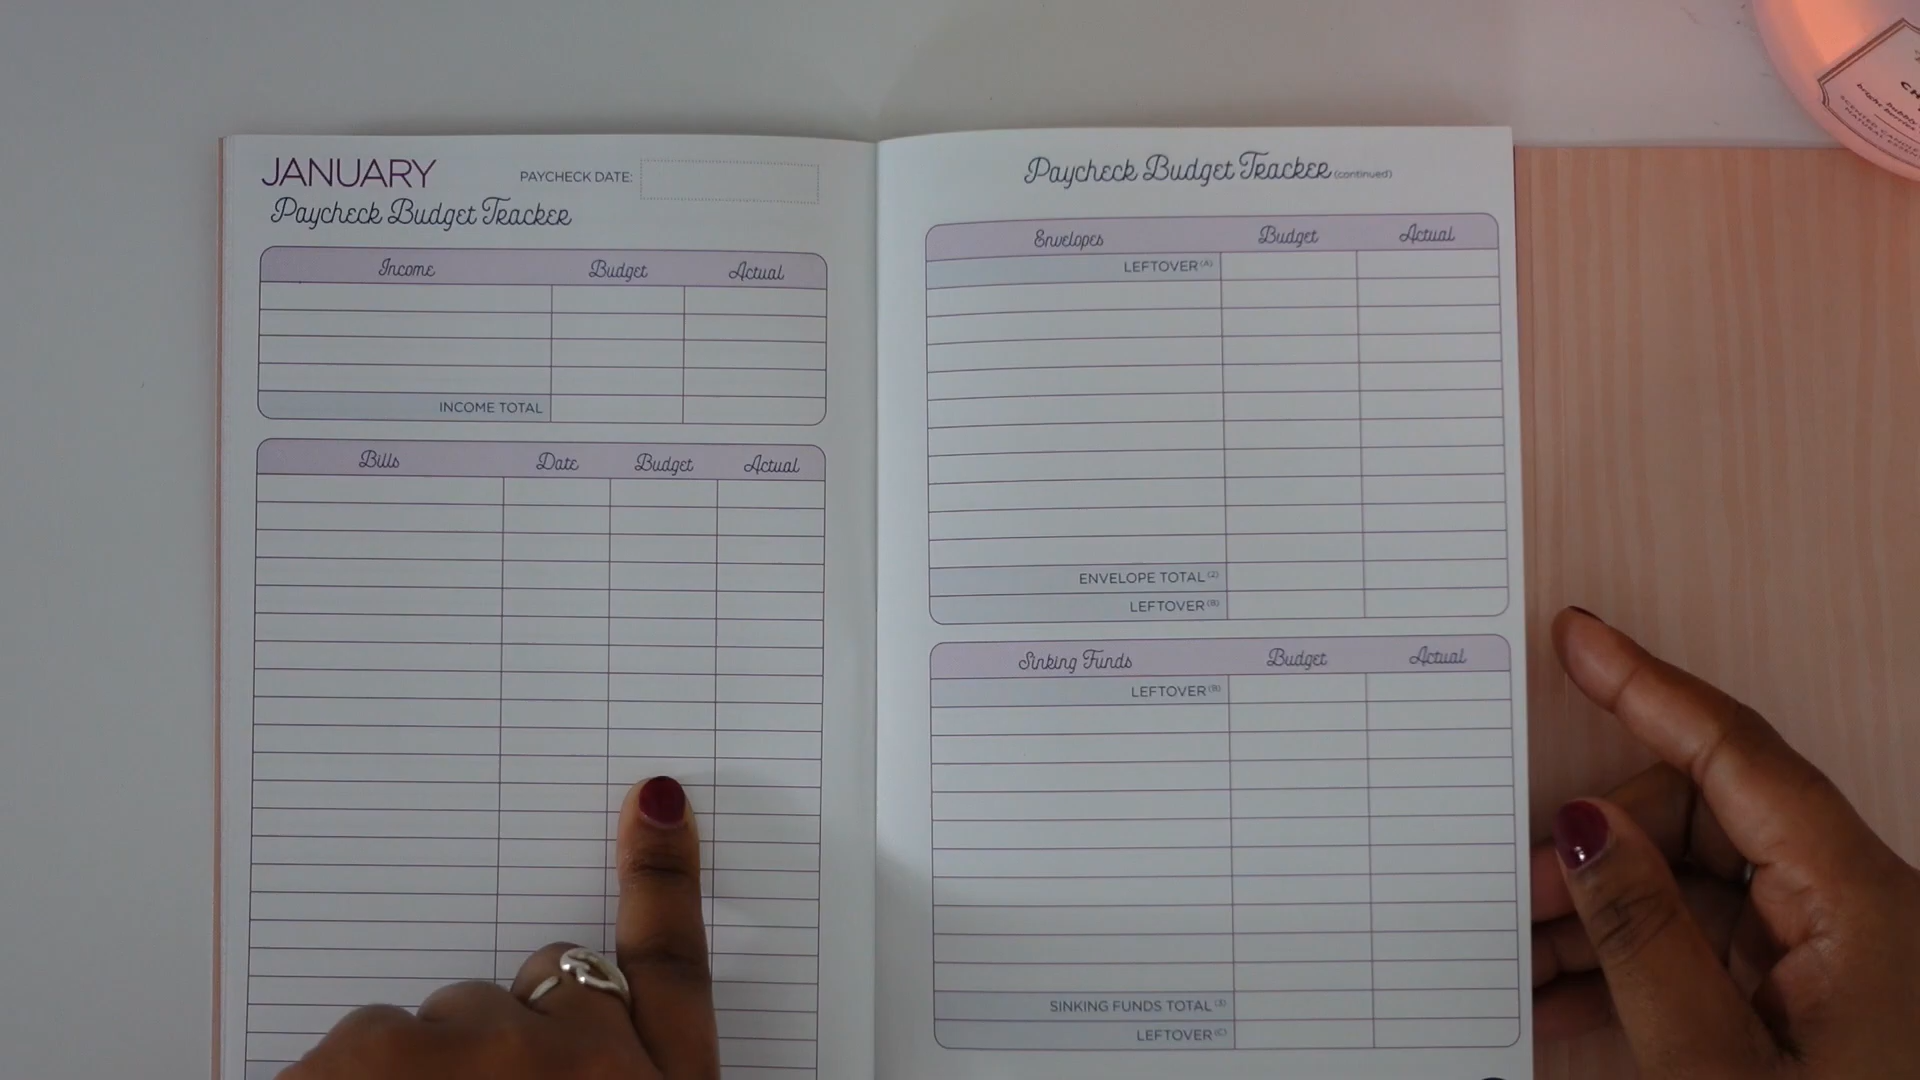 JANUARY
PAYCHECK DATE:
Paycheck Budget Tracker
Income Budget Actual
INCOME TOTAL
Bills Date Budget Actual
Paycheck Budget Tracker (continued)
Envelopes Budget Actual
LEFTOVER (A)
ENVELOPE TOTAL (2)
LEFTOVER (B)
Sinking Funds Budget Actual
LEFTOVER (B)
SINKING FUNDS TOTAL (3)
LEFTOVER (C)